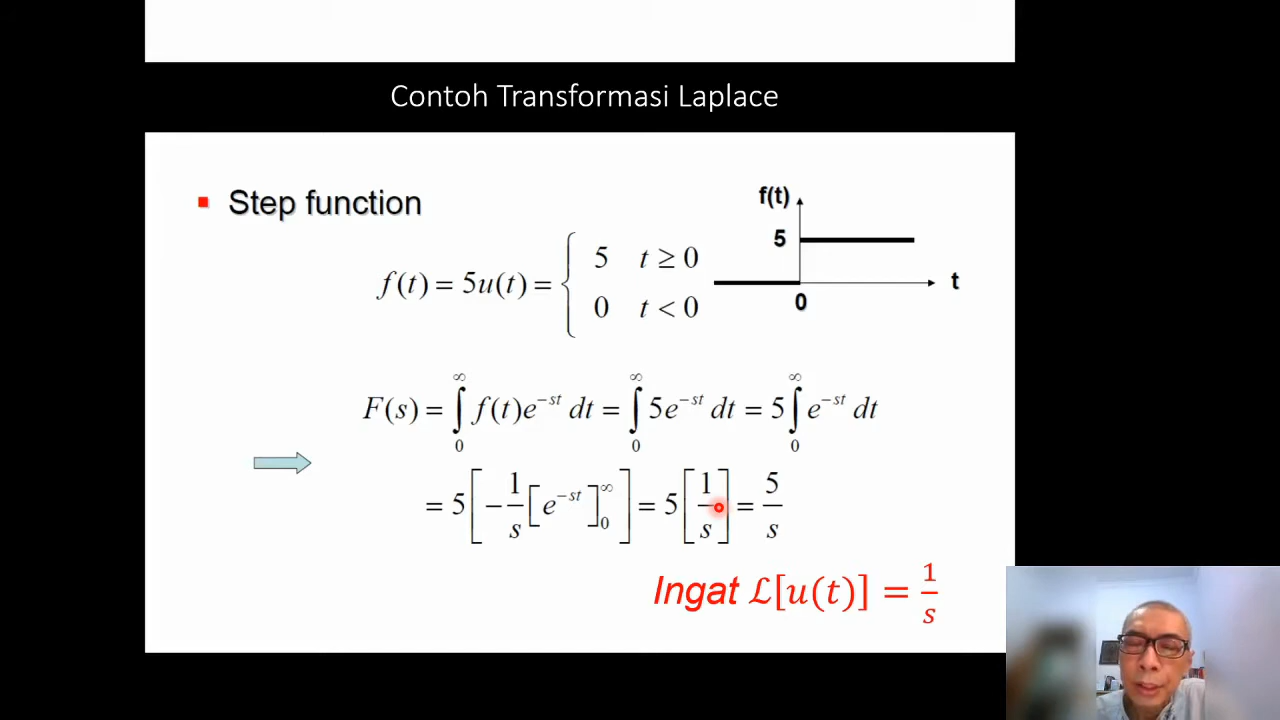 Contoh Transformasi Laplace
▪ Step function
f(t) = 5u(t) = { 5 t ≥ 0
0 t < 0
f(t)
5
0
t
F(s) = ∫₀^∞ f(t)e^{-st} dt = ∫₀^∞ 5e^{-st} dt = 5 ∫₀^∞ e^{-st} dt
= 5[ -1/s [e^{-st}]₀^∞ ] = 5[1/s] = 5/s
Ingat ℒ[u(t)] = 1/s